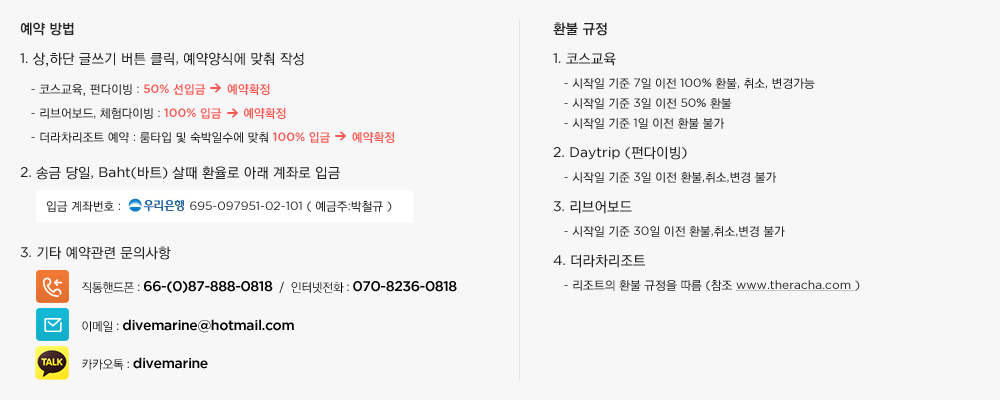 예약 방법
1. 상,하단 글쓰기 버튼 클릭, 예약양식에 맞춰 작성
- 코스교육, 펀다이빙 : 50% 선입금 → 예약확정
- 리브어보드, 체험다이빙 : 100% 입금 → 예약확정
- 더라차리조트 예약 : 룸타입 및 숙박일수에 맞춰 100% 입금 → 예약확정
2. 송금 당일, Baht(바트) 살때 환율로 아래 계좌로 입금
입금 계좌번호 : 우리은행 695-097951-02-101 ( 예금주:박철규 )
3. 기타 예약관련 문의사항
직통핸드폰 : 66-(0)87-888-0818 / 인터넷전화 : 070-8236-0818
이메일 : divemarine@hotmail.com
TALK
카카오톡 : divemarine
환불 규정
1. 코스교육
- 시작일 기준 7일 이전 100% 환불, 취소, 변경가능
- 시작일 기준 3일 이전 50% 환불
- 시작일 기준 1일 이전 환불 불가
2. Daytrip (펀다이빙)
- 시작일 기준 3일 이전 환불,취소,변경 불가
3. 리브어보드
- 시작일 기준 30일 이전 환불,취소,변경 불가
4. 더라차리조트
- 리조트의 환불 규정을 따름 (참조 www.theracha.com )